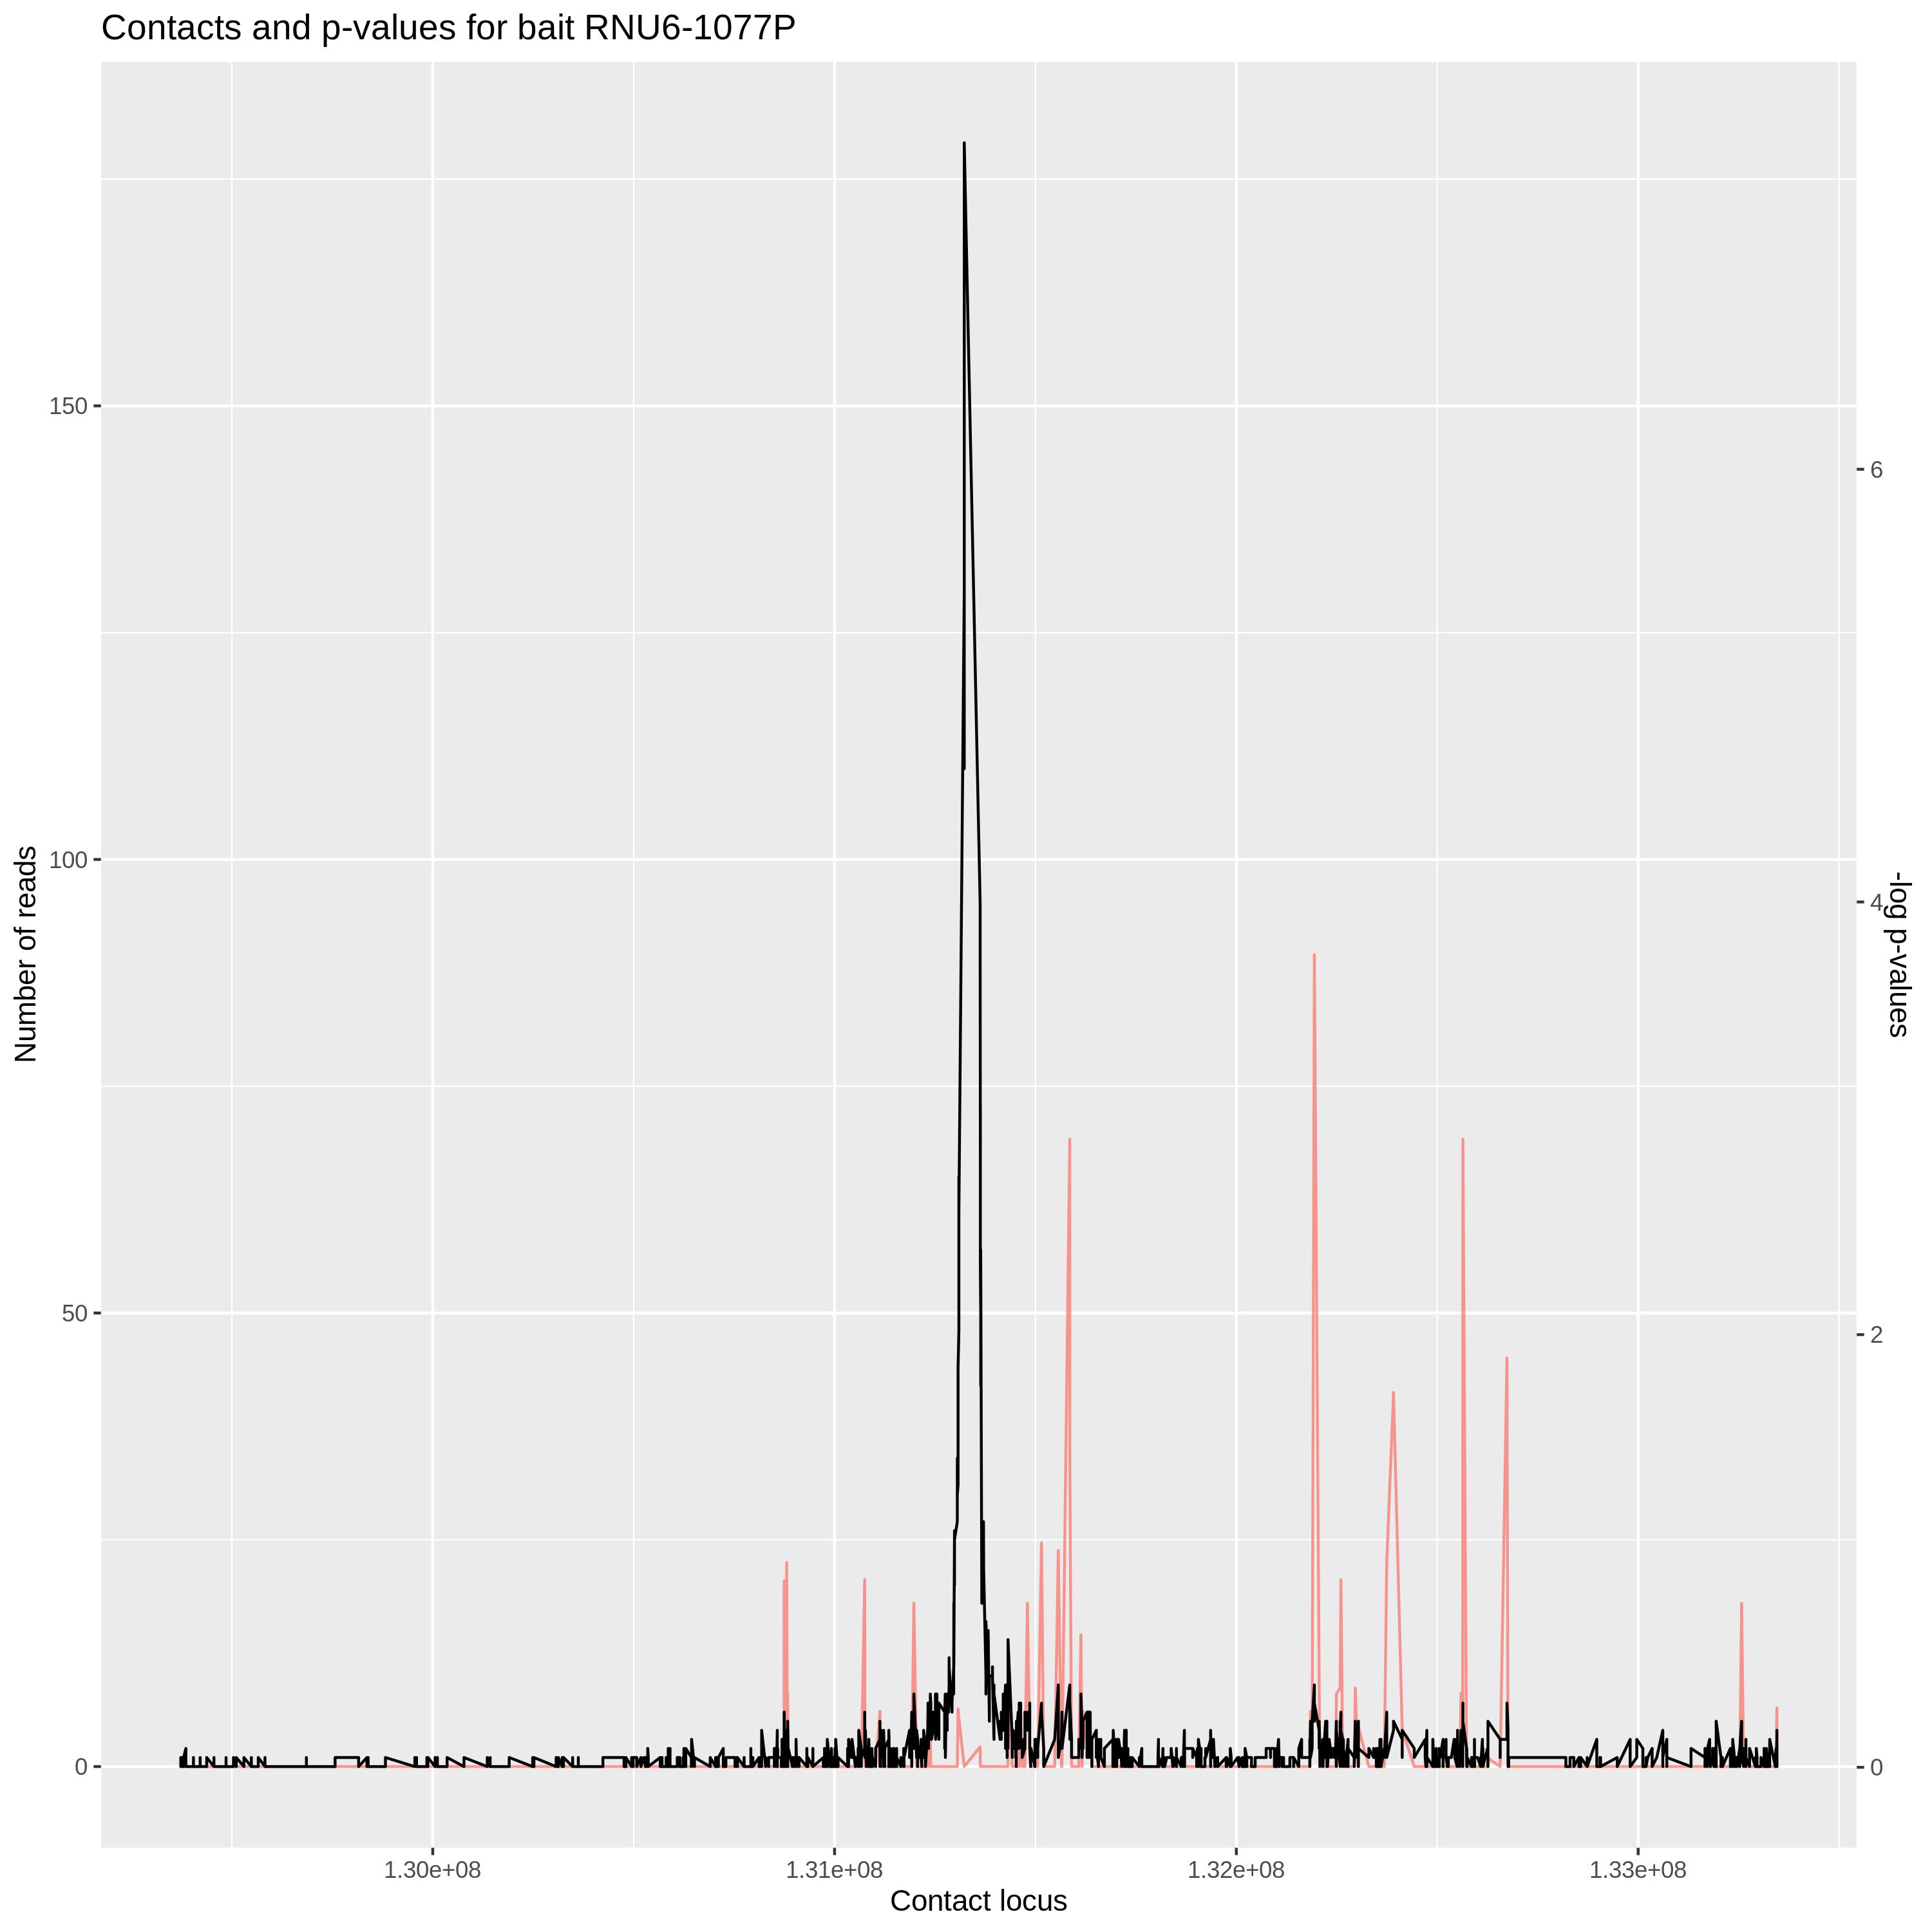 Contacts and p-values for bait RNU6-1077P
150
100
50
0
Number of reads
6
4
2
0
-log p-values
1.30e+08
1.31e+08
1.32e+08
1.33e+08
Contact locus